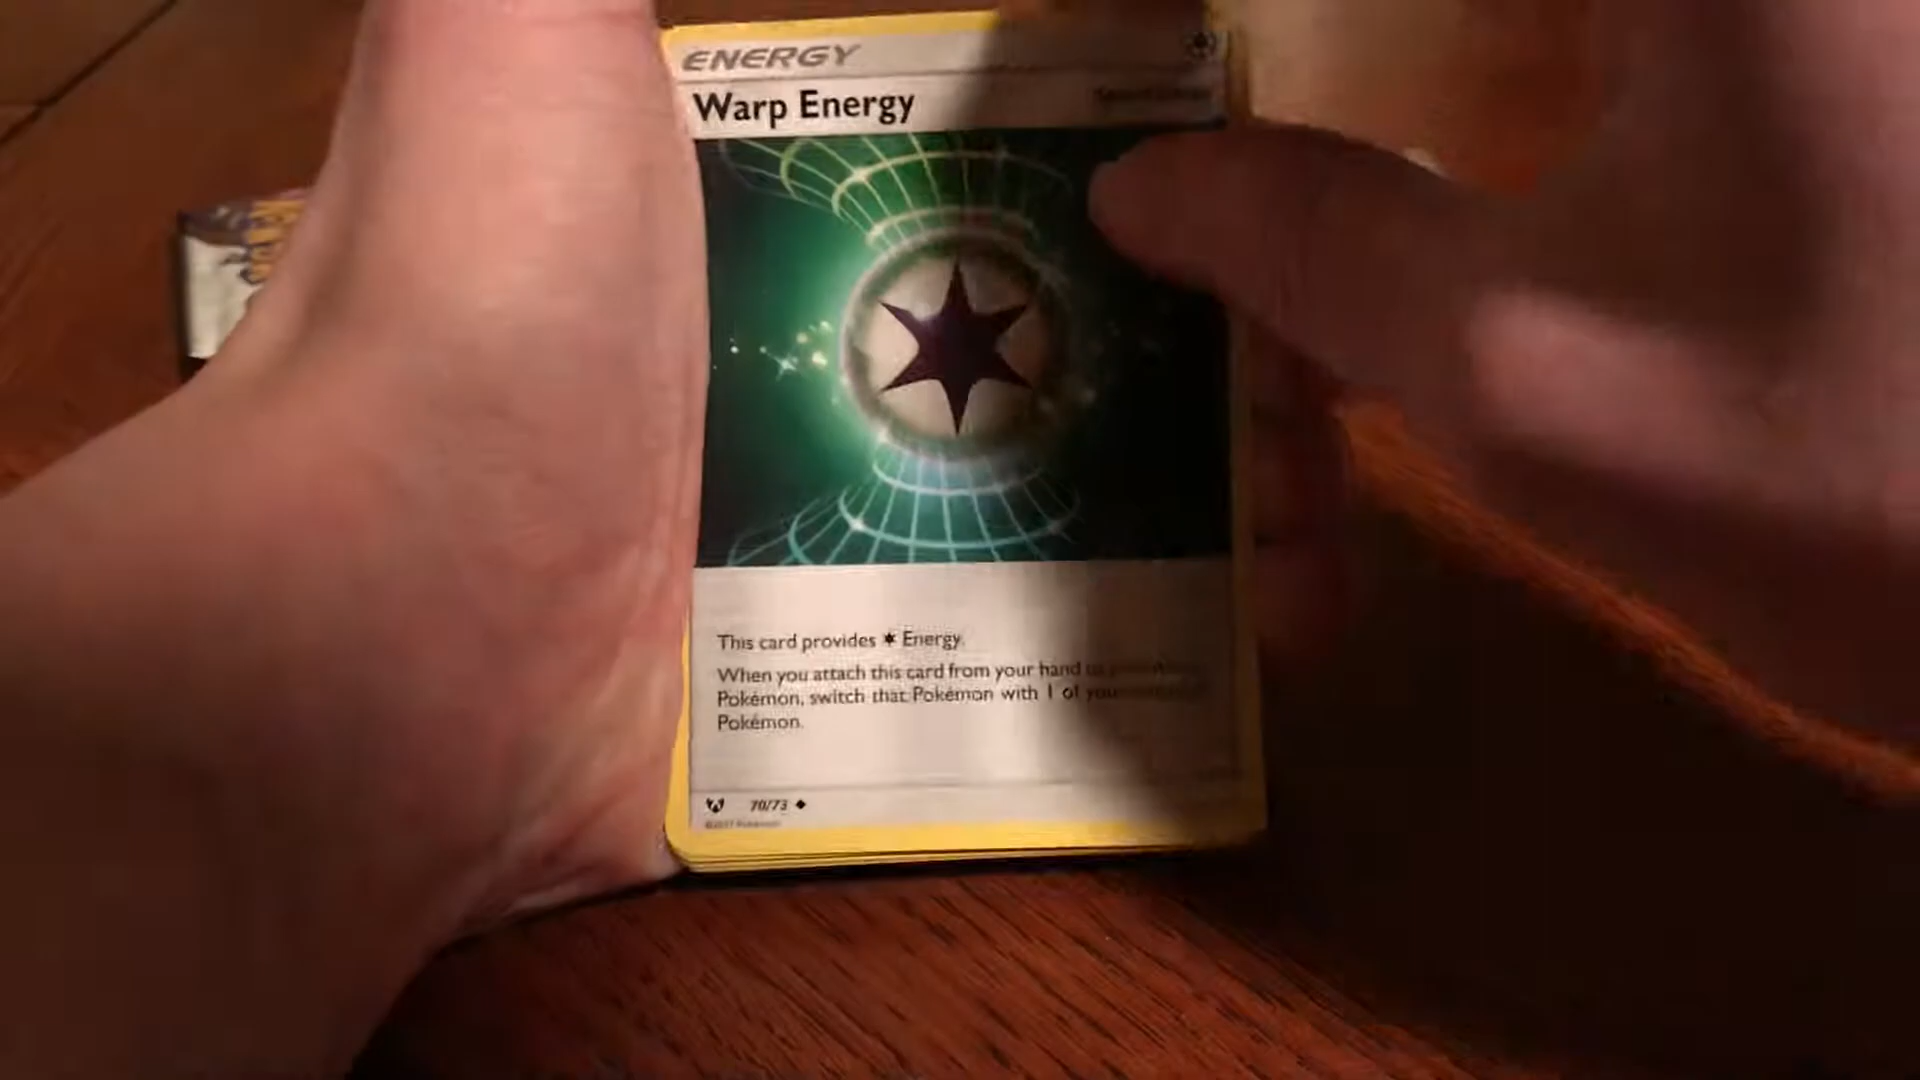 ENERGY
Warp Energy
This card provides ✶ Energy.
When you attach this card from your hand
Pokémon, switch that Pokémon with 1 of your
Pokémon.
70/73 ◆